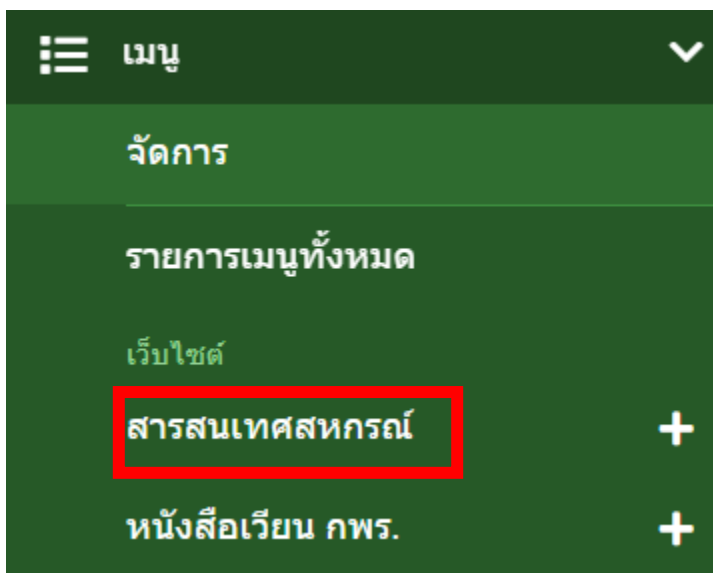 เมนู
จัดการ
รายการเมนูทั้งหมด
เว็บไซต์
สารสนเทศสหกรณ์
หนังสือเวียน กพร.